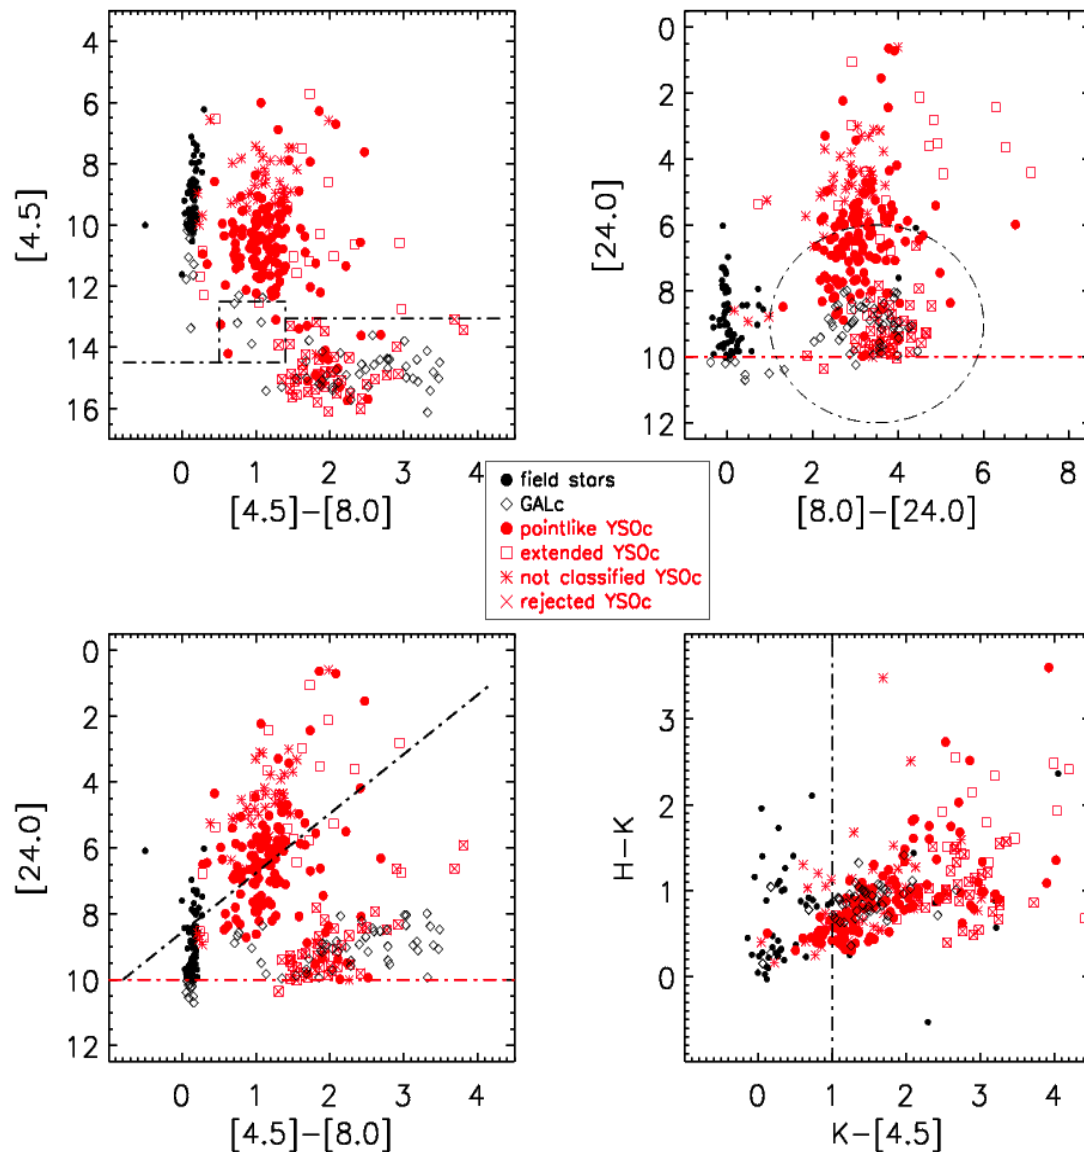 4
6
8
10
12
14
16
[4.5]
0 1 2 3 4
[4.5]-[8.0]
0
2
4
6
8
10
12
[24.0]
0 2 4 6 8
[8.0]-[24.0]
field stars
GALc
pointlike YSOc
extended YSOc
not classified YSOc
rejected YSOc
0
2
4
6
8
10
12
[24.0]
0 1 2 3 4
[4.5]-[8.0]
3
2
1
0
H-K
0 1 2 3 4
K-[4.5]